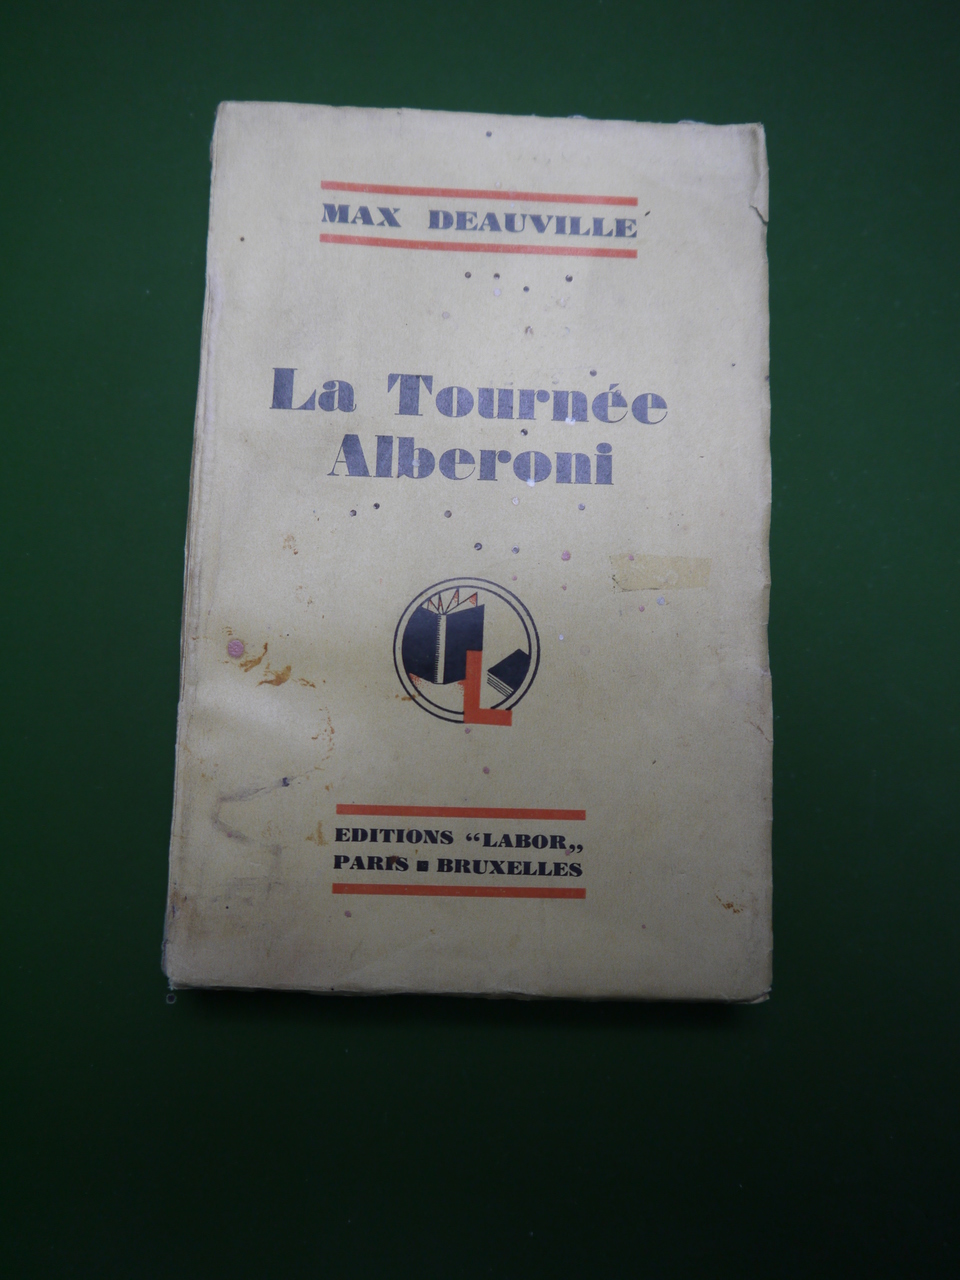 MAX DEAUVILLE
La Tournée
Alberoni
L
EDITIONS “LABOR„
PARIS ■ BRUXELLES